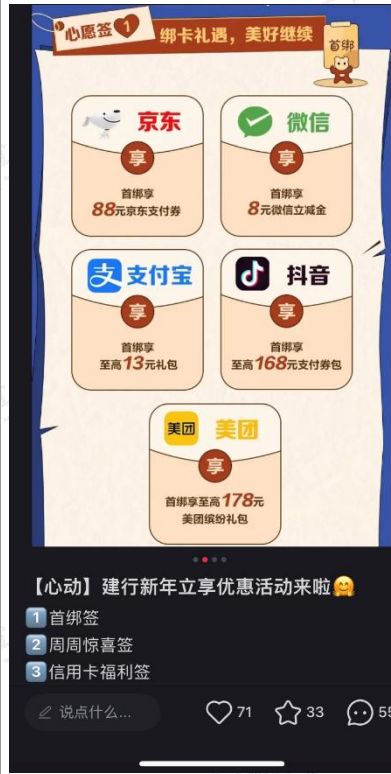 心愿签1
绑卡礼遇，美好继续
首绑
京东
享
首绑享
88元京东支付券
微信
享
首绑享
8元微信立减金
支 支付宝
享
首绑享
至高13元礼包
抖音
享
首绑享
至高168元支付券包
美团 美团
享
首绑享至高178元
美团缤纷礼包
【心动】建行新年立享优惠活动来啦🤗
1️⃣首绑签
2️⃣周周惊喜签
3️⃣信用卡福利签
说点什么...
71
33